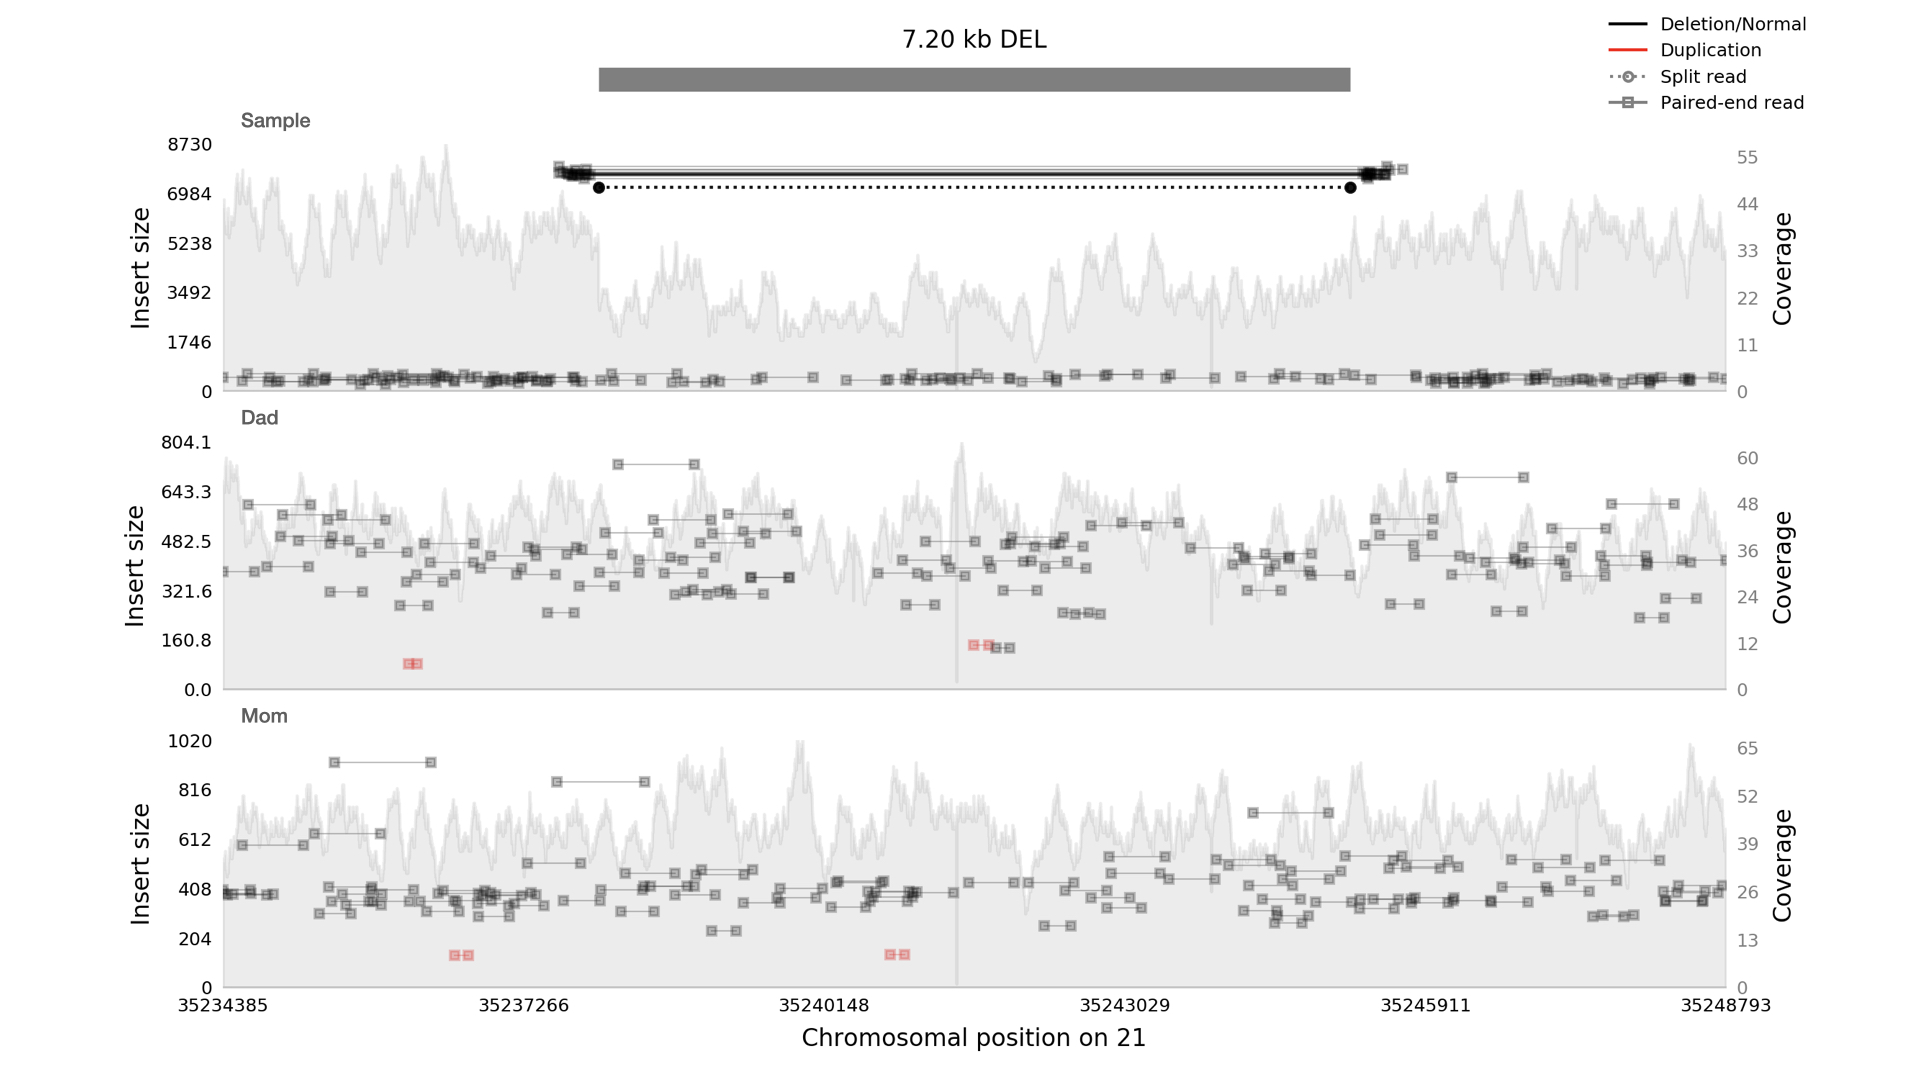 7.20 kb DEL
Deletion/Normal
Duplication
Split read
Paired-end read
Sample
8730
6984
5238
3492
1746
0
Insert size
55
44
33
22
11
0
Coverage
Dad
804.1
643.3
482.5
321.6
160.8
0.0
Insert size
60
48
36
24
12
0
Coverage
Mom
1020
816
612
408
204
0
Insert size
65
52
39
26
13
0
Coverage
35234385 35237266 35240148 35243029 35245911 35248793
Chromosomal position on 21